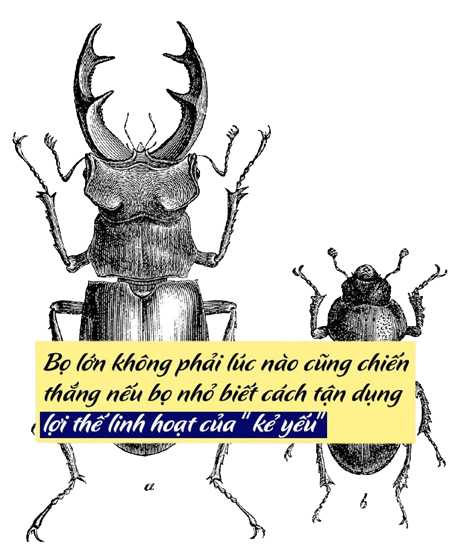 Bọ lớn không phải lúc nào cũng chiến
thắng nếu bọ nhỏ biết cách tận dụng
lợi thế linh hoạt của " kẻ yếu"
a
b